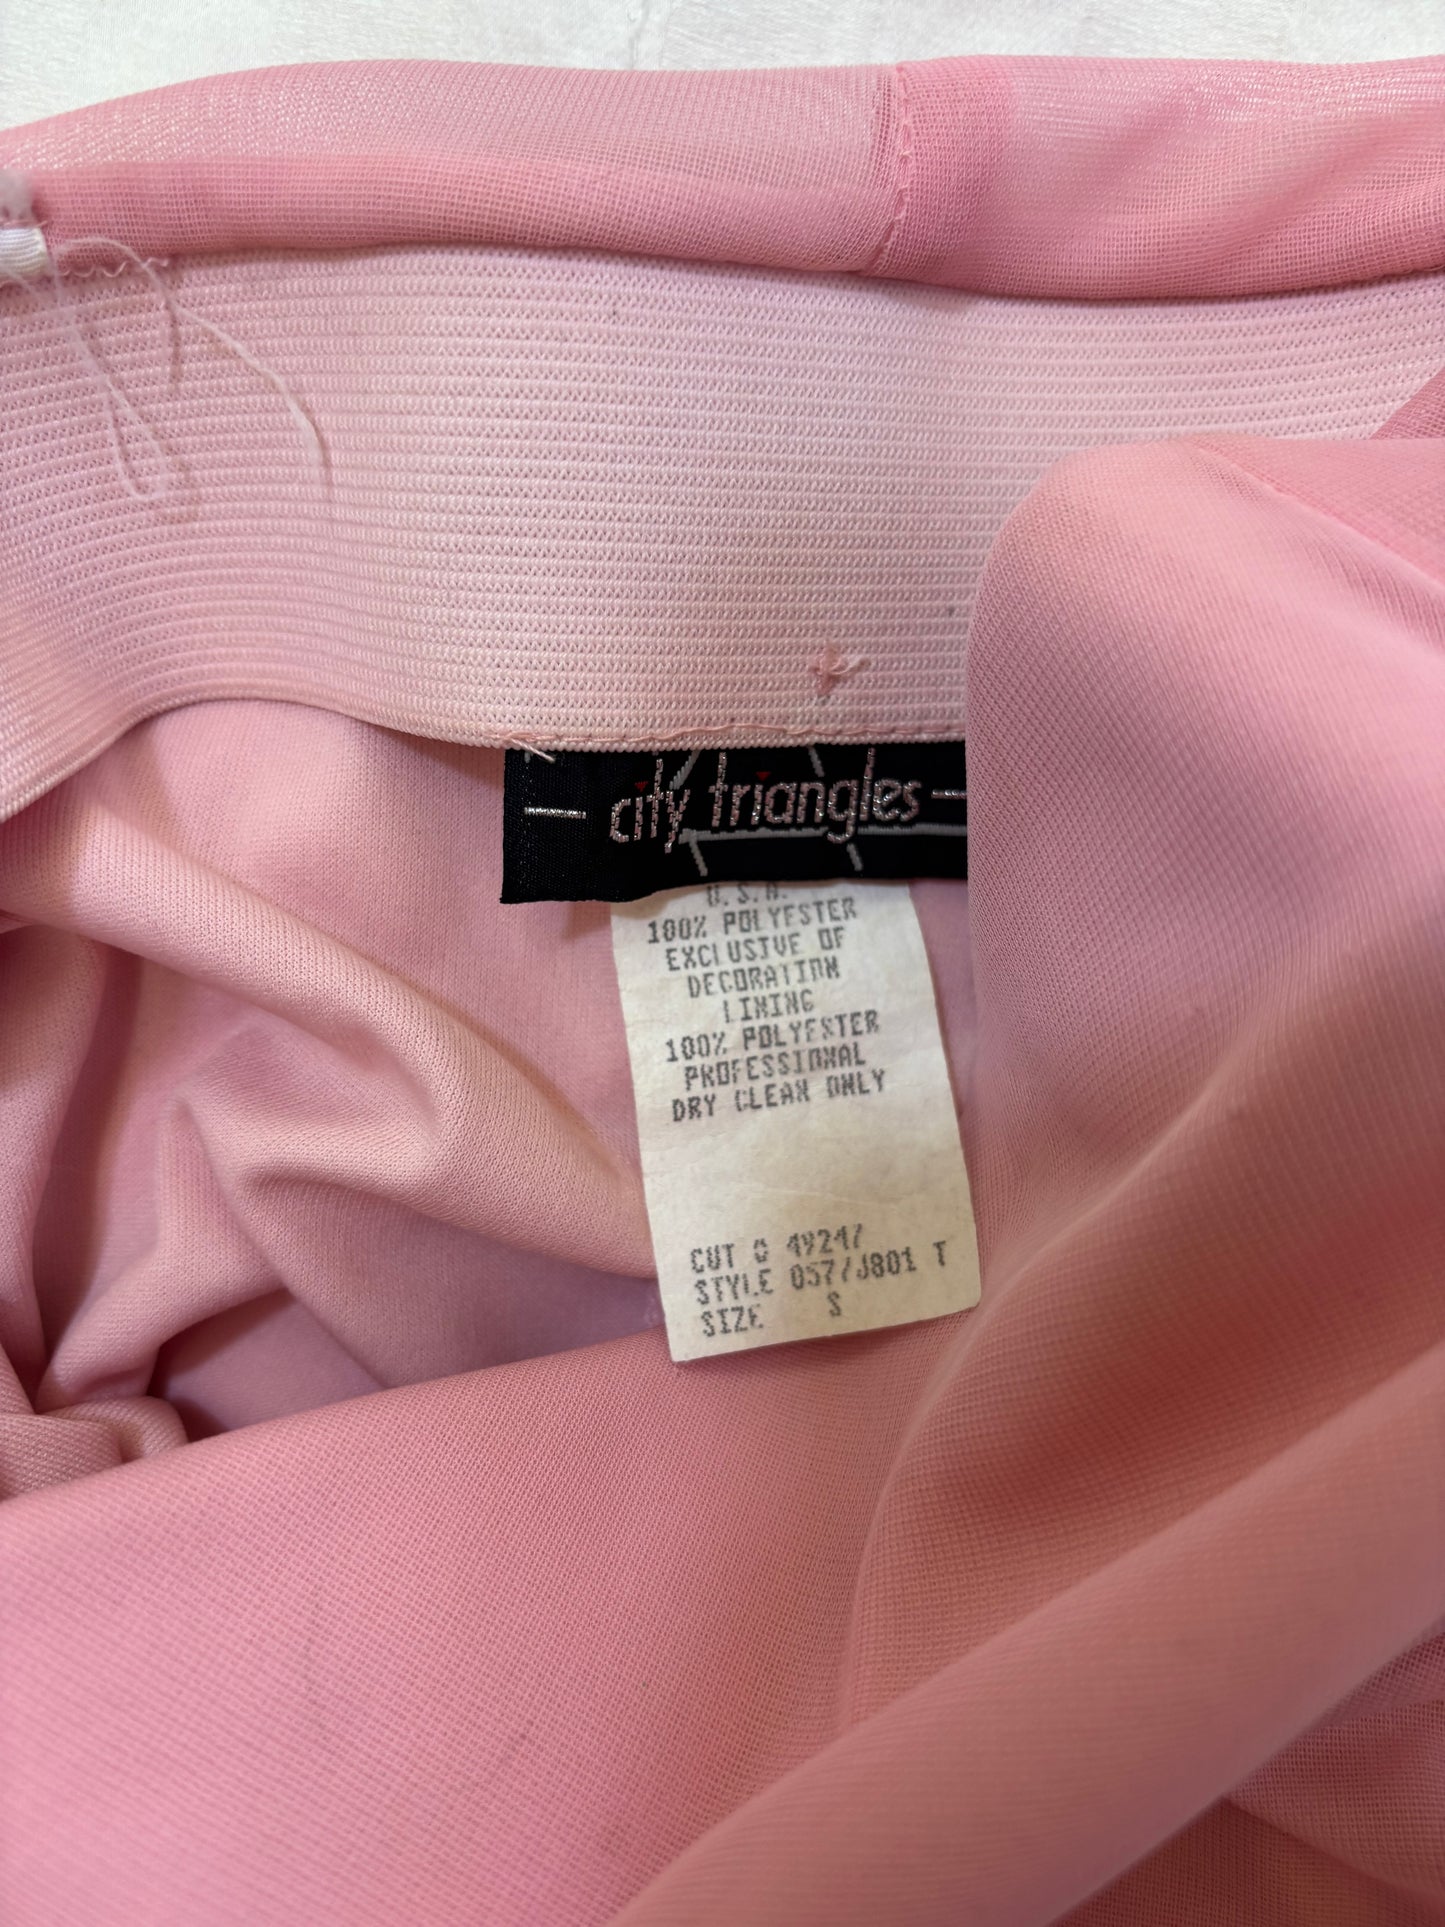 city triangles
U.S.A.
100% POLYESTER
EXCLUSIVE OF
DECORATION
LINING
100% POLYESTER
PROFESSIONAL
DRY CLEAN ONLY
CUT @ 49247
STYLE 057/J801 T
SIZE S